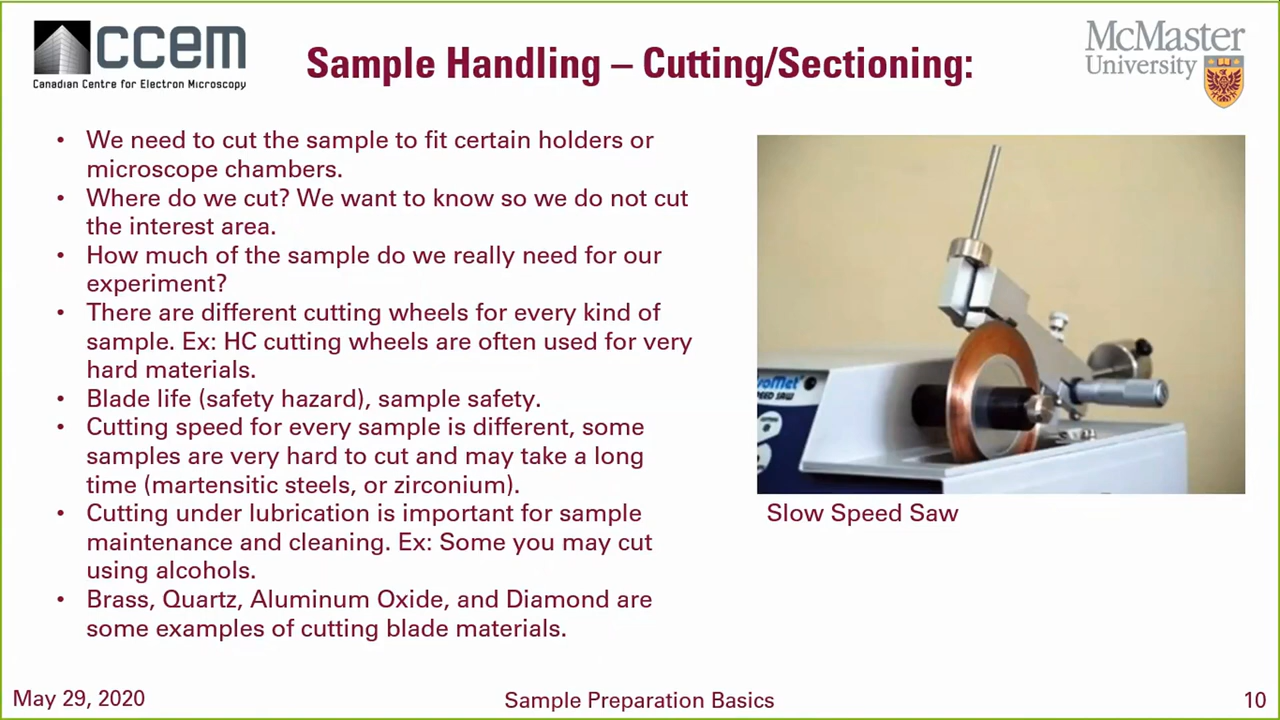 ccem
Canadian Centre for Electron Microscopy
Sample Handling – Cutting/Sectioning:
McMaster
University
• We need to cut the sample to fit certain holders or
microscope chambers.
• Where do we cut? We want to know so we do not cut
the interest area.
• How much of the sample do we really need for our
experiment?
• There are different cutting wheels for every kind of
sample. Ex: HC cutting wheels are often used for very
hard materials.
• Blade life (safety hazard), sample safety.
• Cutting speed for every sample is different, some
samples are very hard to cut and may take a long
time (martensitic steels, or zirconium).
• Cutting under lubrication is important for sample
maintenance and cleaning. Ex: Some you may cut
using alcohols.
• Brass, Quartz, Aluminum Oxide, and Diamond are
some examples of cutting blade materials.
Slow Speed Saw
May 29, 2020
Sample Preparation Basics
10